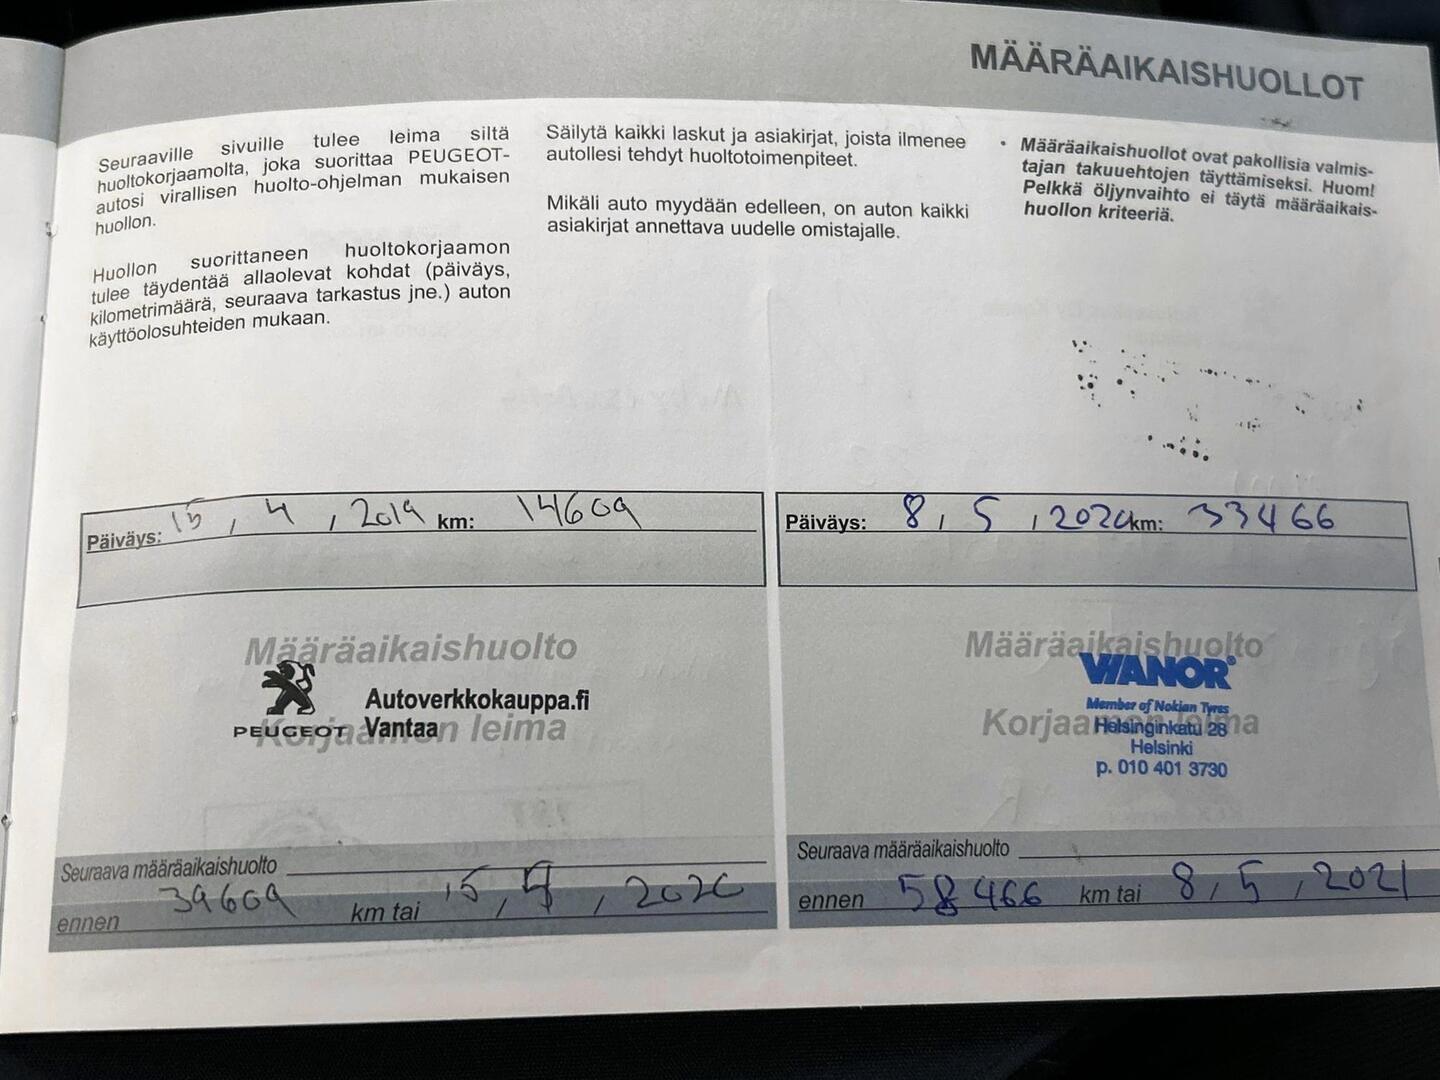 MÄÄRÄAIKAISHUOLLOT
Seuraaville sivuille tulee leima siltä
huoltokorjaamolta, joka suorittaa PEUGEOT-
autosi virallisen huolto-ohjelman mukaisen
huollon.
Huollon suorittaneen huoltokorjaamon
tulee täydentää allaolevat kohdat (päiväys,
kilometrimäärä, seuraava tarkastus jne.) auton
käyttöolosuhteiden mukaan.
Säilytä kaikki laskut ja asiakirjat, joista ilmenee
autollesi tehdyt huoltotoimenpiteet.
Mikäli auto myydään edelleen, on auton kaikki
asiakirjat annettava uudelle omistajalle.
• Määräaikaishuollot ovat pakollisia valmis-
tajan takuuehtojen täyttämiseksi. Huom!
Pelkkä öljynvaihto ei täytä määräaikais-
huollon kriteeriä.
Päiväys: 15, 4, 2019 km: 14609
Määräaikaishuolto
Autoverkkokauppa.fi
PEUGEOT Vantaa
Korjaamon leima
Seuraava määräaikaishuolto
ennen 39609 km tai 15, 4, 2020
Päiväys: 8, 5, 2020 km: 33466
Määräaikaishuolto
WANOR®
Member of Nokian Tyres
Korjaamon leima
Helsinginkatu 28
Helsinki
p. 010 401 3730
Seuraava määräaikaishuolto
ennen 58466 km tai 8, 5, 2021